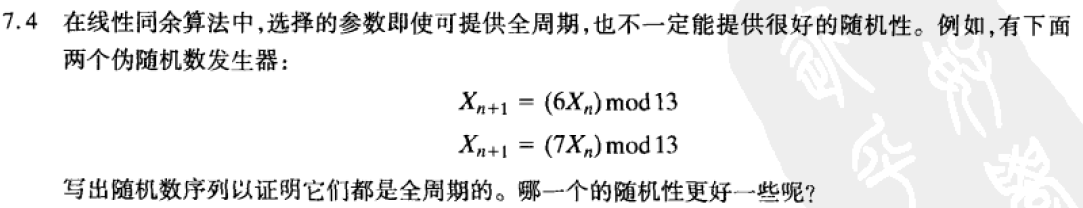 7.4 在线性同余算法中,选择的参数即使可提供全周期,也不一定能提供很好的随机性。例如,有下面
两个伪随机数发生器:
Xₙ₊₁ = (6Xₙ) mod 13
Xₙ₊₁ = (7Xₙ) mod 13
写出随机数序列以证明它们都是全周期的。哪一个的随机性更好一些呢?